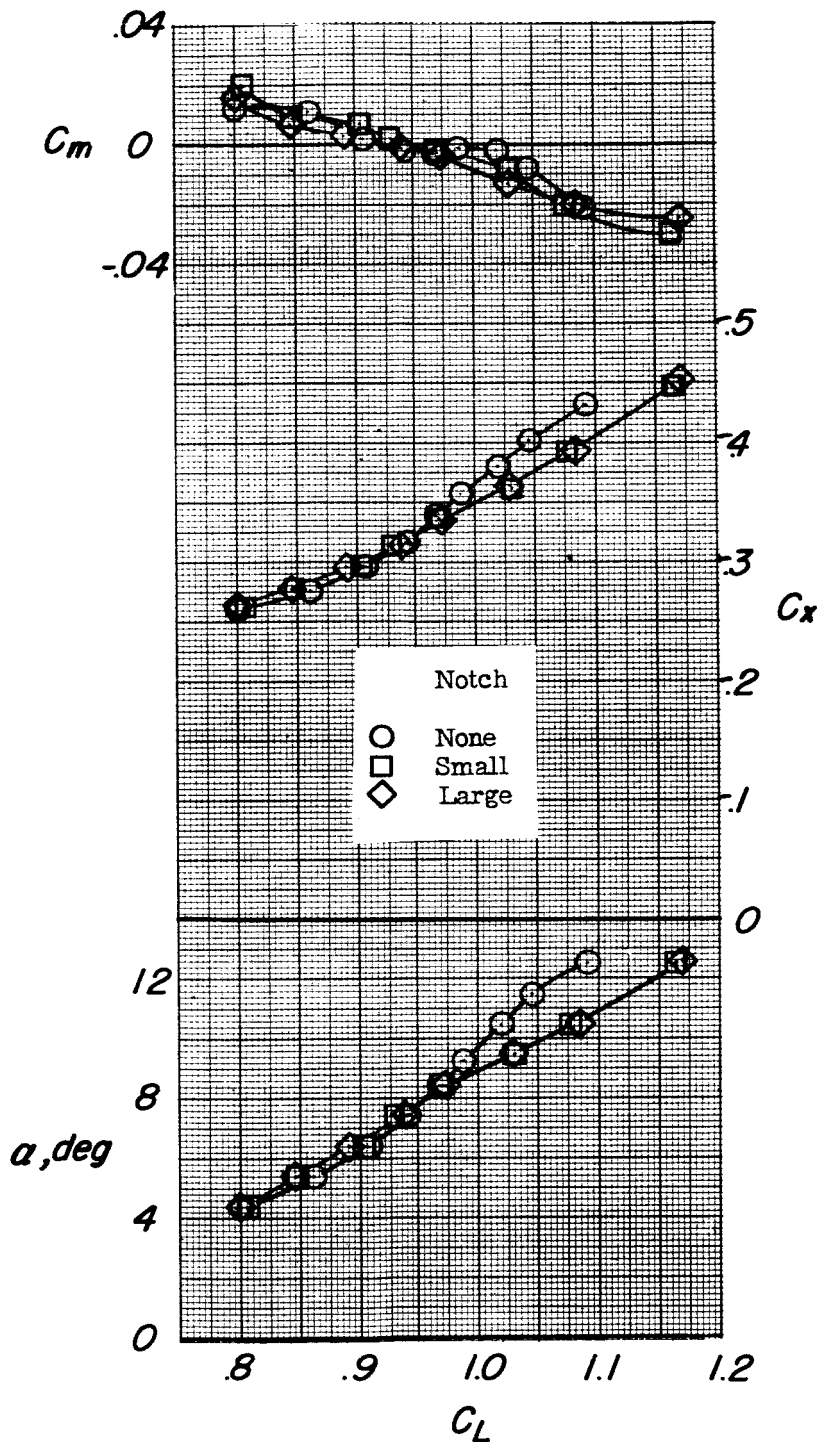 .04
Cm 0
-.04
.5
.4
.3
Cx
.2
.1
0
Notch
None
Small
Large
12
8
α, deg
4
0
.8 .9 1.0 1.1 1.2
CL